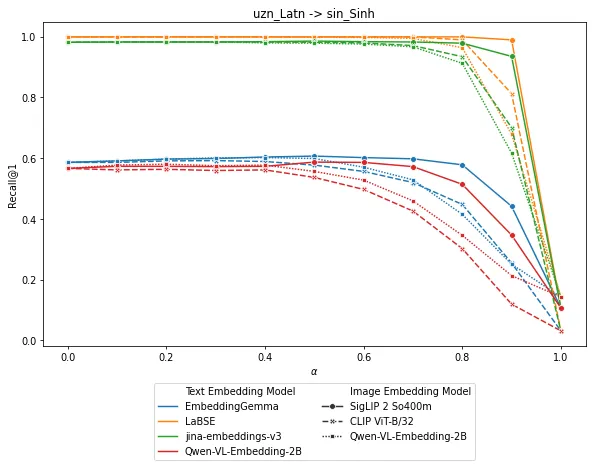 uzn_Latn -> sin_Sinh
1.0
0.8
0.6
0.4
0.2
0.0
Recall@1
0.0 0.2 0.4 0.6 0.8 1.0
α
Text Embedding Model Image Embedding Model
EmbeddingGemma SigLIP 2 So400m
LaBSE CLIP ViT-B/32
jina-embeddings-v3 Qwen-VL-Embedding-2B
Qwen-VL-Embedding-2B